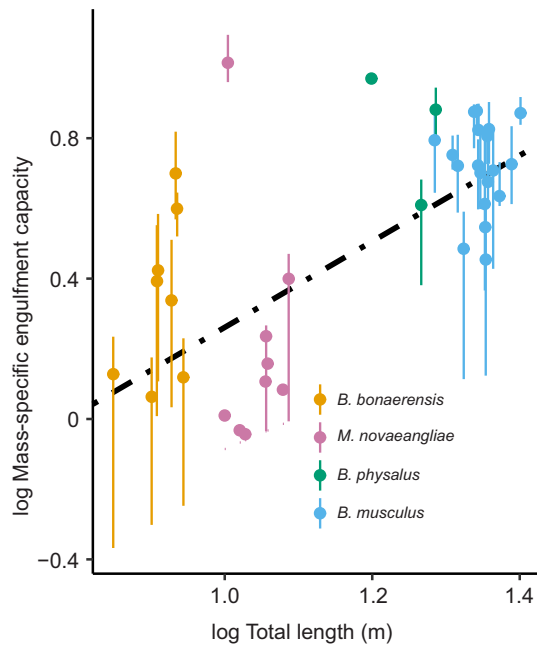 log Mass-specific engulfment capacity
0.8
0.4
0
−0.4
B. bonaerensis
M. novaeangliae
B. physalus
B. musculus
1.0
1.2
1.4
log Total length (m)